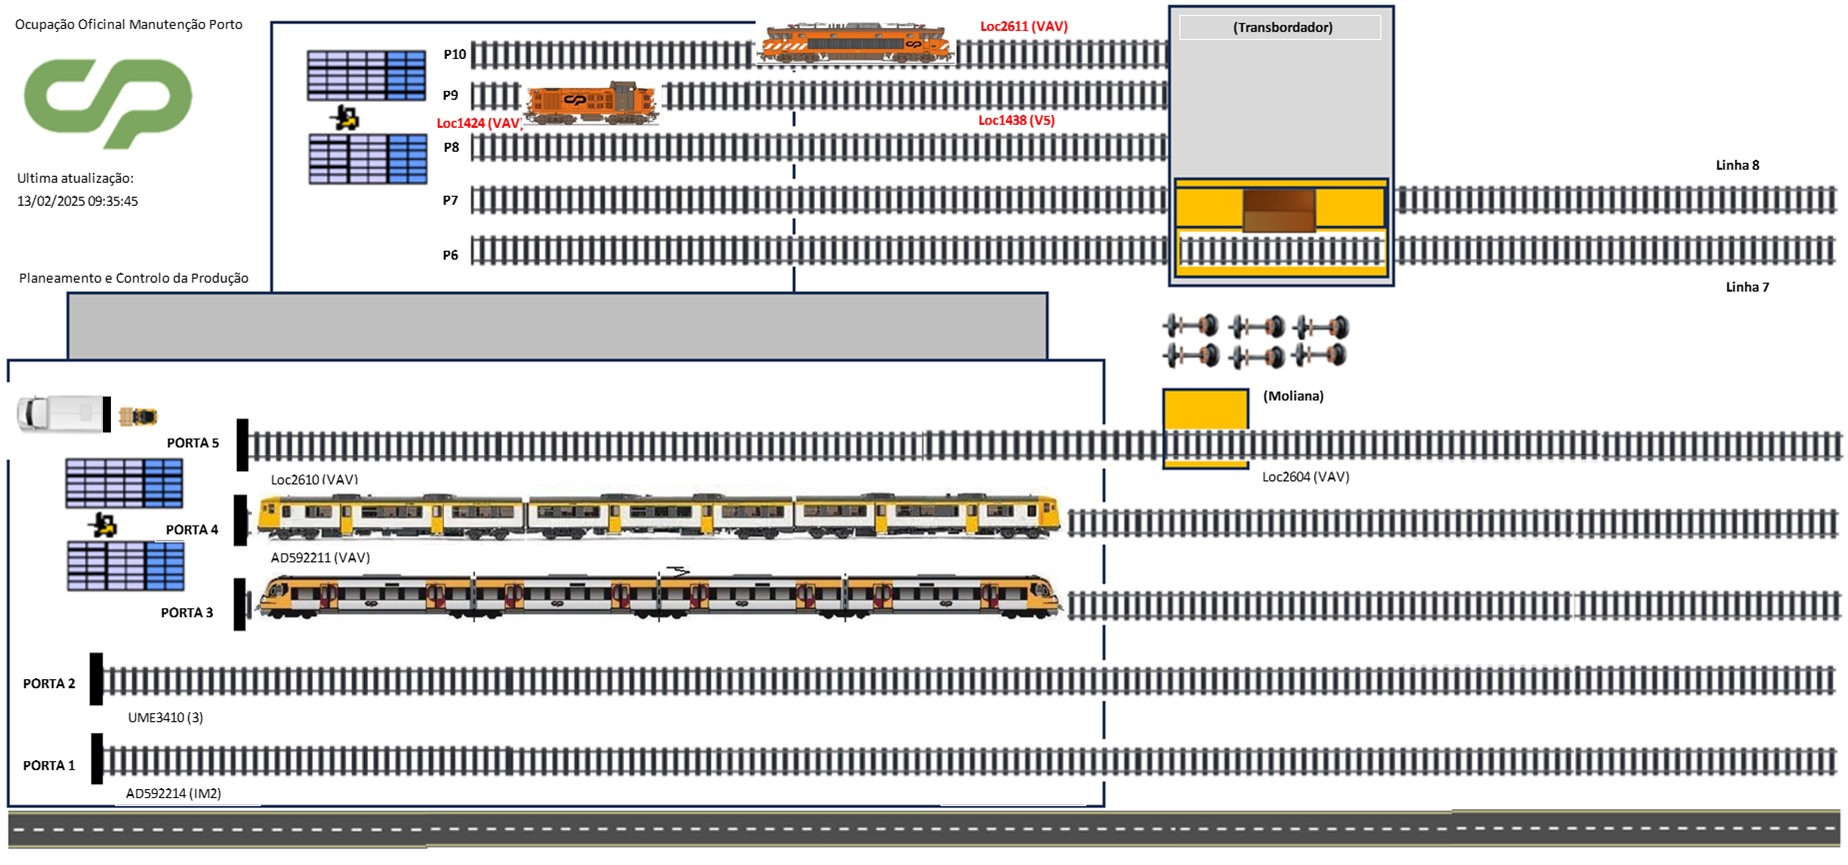 Ocupação Oficinal Manutenção Porto
Ultima atualização:
13/02/2025 09:35:45
Planeamento e Controlo da Produção
P10
Loc2611 (VAV)
P9
Loc1424 (VAV)
Loc1438 (V5)
P8
P7
P6
(Transbordador)
Linha 8
Linha 7
(Moliana)
PORTA 5
Loc2610 (VAV)
Loc2604 (VAV)
PORTA 4
AD592211 (VAV)
PORTA 3
PORTA 2
UME3410 (3)
PORTA 1
AD592214 (IM2)